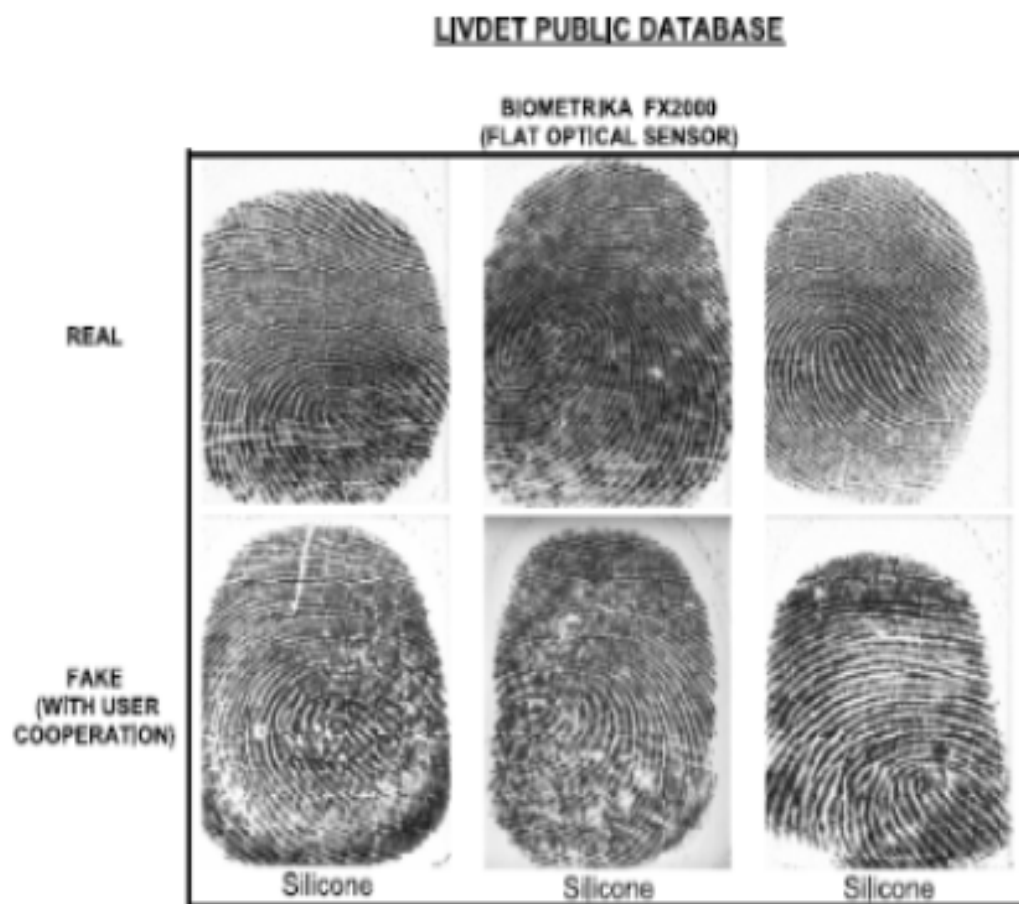 LIVDET PUBLIC DATABASE
BIOMETRIKA FX2000
(FLAT OPTICAL SENSOR)
REAL
FAKE
(WITH USER
COOPERATION)
Silicone
Silicone
Silicone